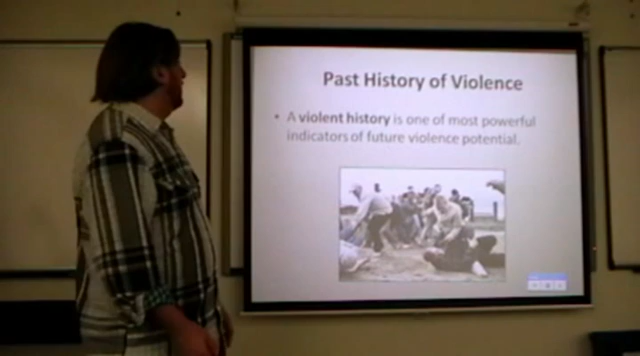 Past History of Violence
• A violent history is one of most powerful
indicators of future violence potential.